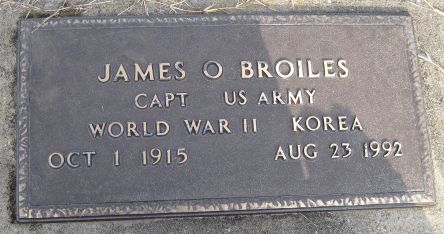 JAMES O BROILES
CAPT US ARMY
WORLD WAR II KOREA
OCT 1 1915 AUG 23 1992